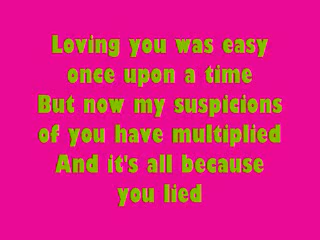 Loving you was easy
once upon a time
But now my suspicions
of you have multiplied
And it's all because
you lied